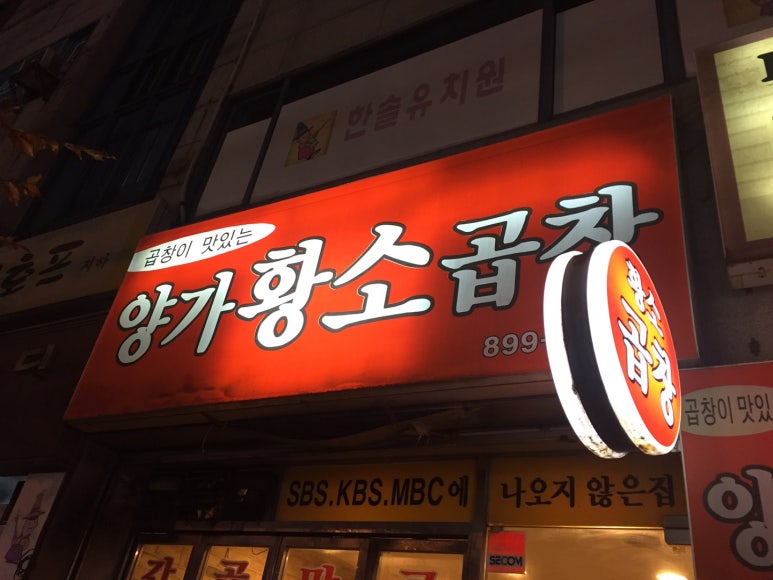 한솔유치원
곱창이 맛있는
양가황소곱창
899-
황소
곱창
지하
곱창이 맛있
SBS.KBS.MBC에
나오지 않은집
SECOM